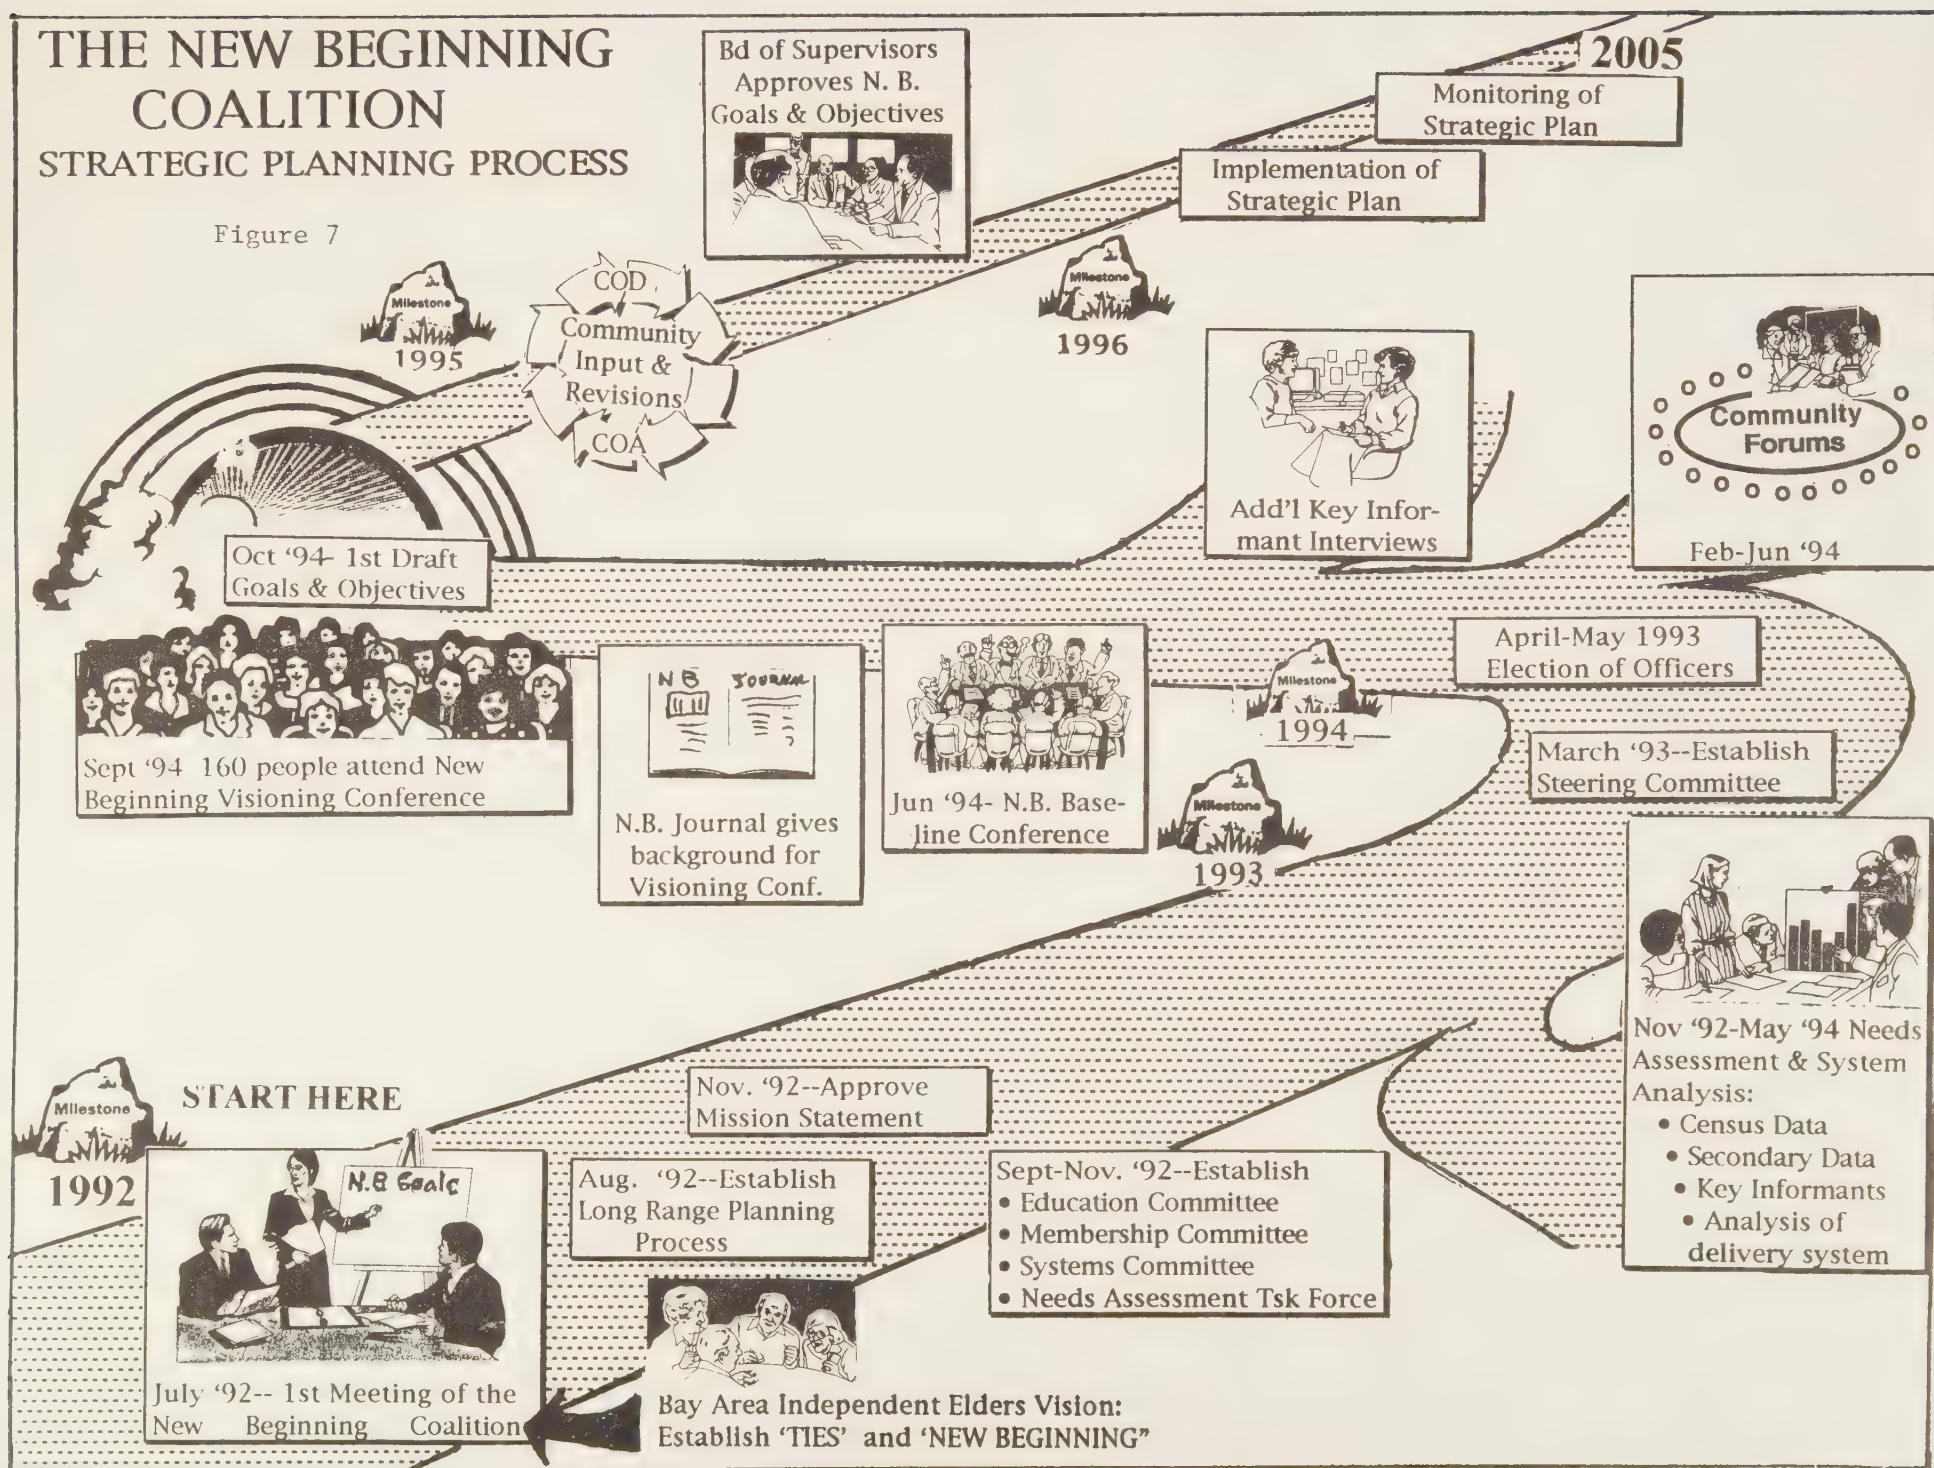 THE NEW BEGINNING
COALITION
STRATEGIC PLANNING PROCESS
Figure 7
Bd of Supervisors
Approves N. B.
Goals & Objectives
2005
Monitoring of
Strategic Plan
Implementation of
Strategic Plan
Milestone
1995
COD
Community
Input &
Revisions
COA
Milestone
1996
Add'l Key Infor-
mant Interviews
Community
Forums
Feb-Jun '94
Oct '94- 1st Draft
Goals & Objectives
Sept '94 160 people attend New
Beginning Visioning Conference
N B JOURNAL
N.B. Journal gives
background for
Visioning Conf.
Jun '94- N.B. Base-
line Conference
Milestone
1994
April-May 1993
Election of Officers
March '93--Establish
Steering Committee
Milestone
1993
Nov '92-May '94 Needs
Assessment & System
Analysis:
• Census Data
• Secondary Data
• Key Informants
• Analysis of
delivery system
Milestone
1992
START HERE
N.B Goals
July '92-- 1st Meeting of the
New Beginning Coalition
Nov. '92--Approve
Mission Statement
Aug. '92--Establish
Long Range Planning
Process
Sept-Nov. '92--Establish
• Education Committee
• Membership Committee
• Systems Committee
• Needs Assessment Tsk Force
Bay Area Independent Elders Vision:
Establish 'TIES' and 'NEW BEGINNING"